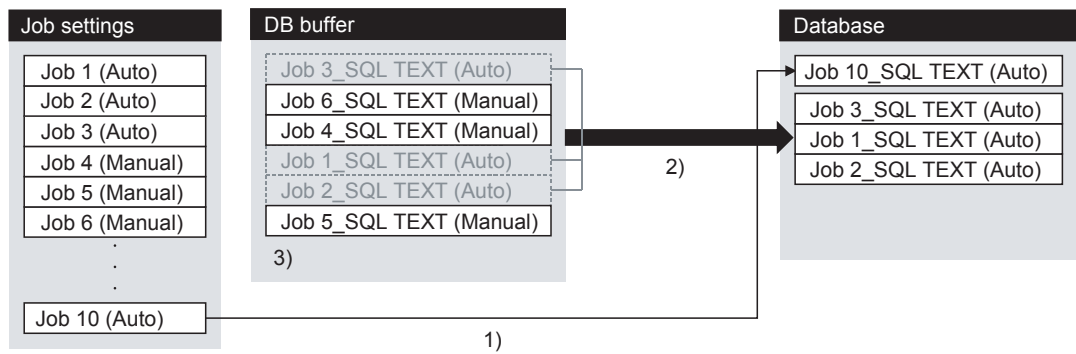 Job settings
Job 1 (Auto)
Job 2 (Auto)
Job 3 (Auto)
Job 4 (Manual)
Job 5 (Manual)
Job 6 (Manual)
.
.
.
Job 10 (Auto)
DB buffer
Job 3_SQL TEXT (Auto)
Job 6_SQL TEXT (Manual)
Job 4_SQL TEXT (Manual)
Job 1_SQL TEXT (Auto)
Job 2_SQL TEXT (Auto)
Job 5_SQL TEXT (Manual)
3)
2)
1)
Database
Job 10_SQL TEXT (Auto)
Job 3_SQL TEXT (Auto)
Job 1_SQL TEXT (Auto)
Job 2_SQL TEXT (Auto)